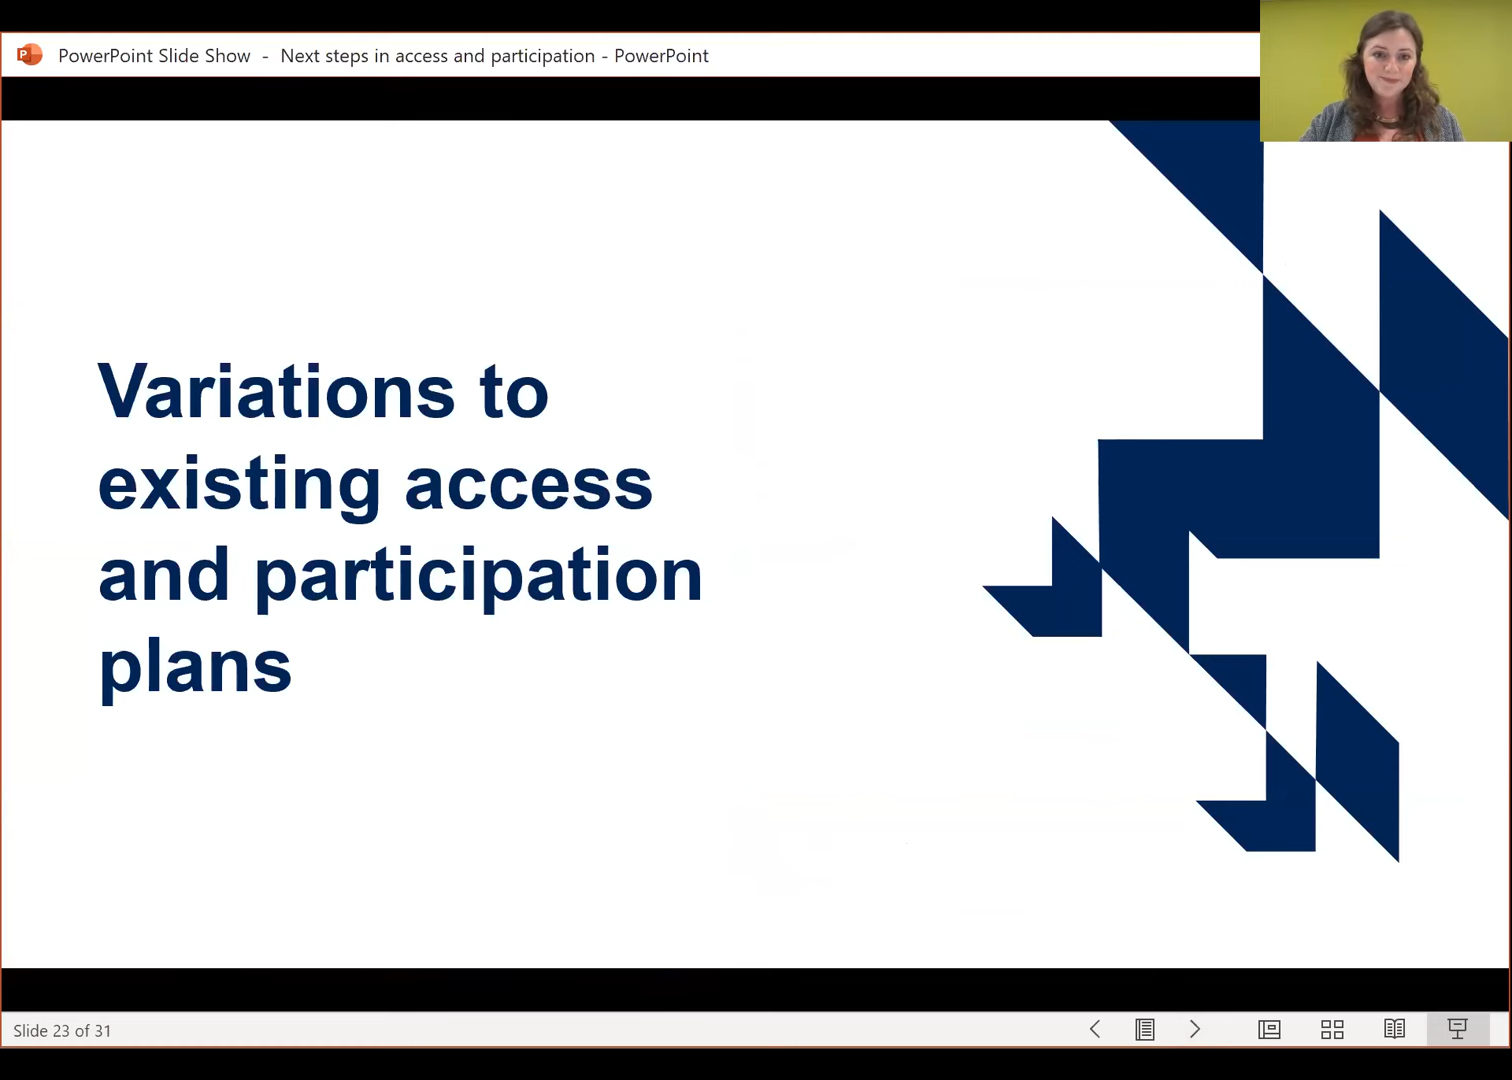 PowerPoint Slide Show - Next steps in access and participation - PowerPoint
Variations to
existing access
and participation
plans
Slide 23 of 31